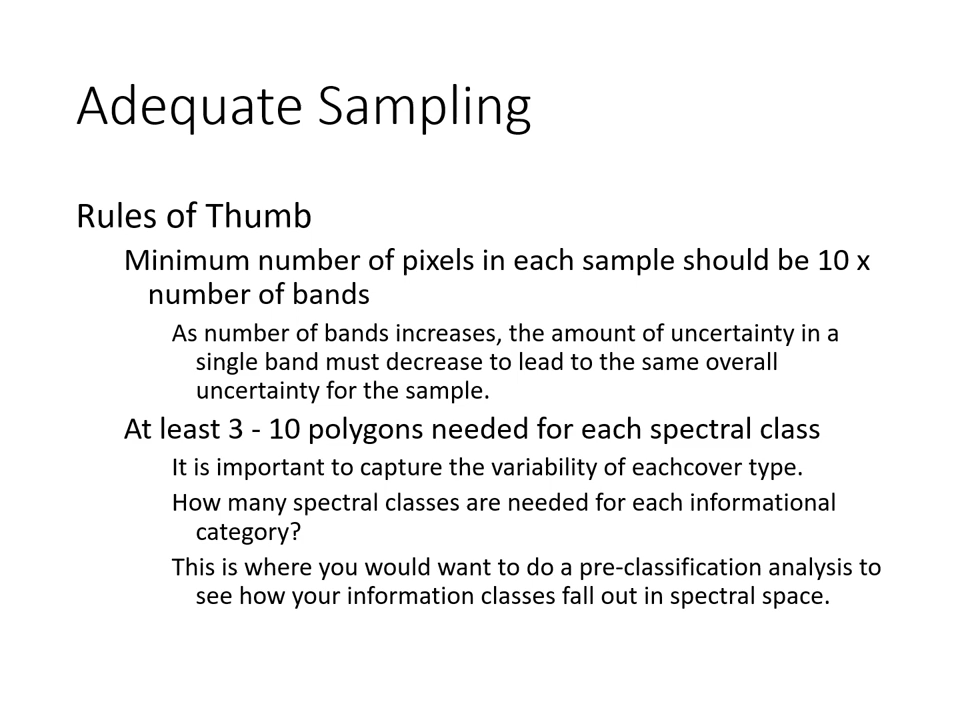 Adequate Sampling
Rules of Thumb
Minimum number of pixels in each sample should be 10 x
number of bands
As number of bands increases, the amount of uncertainty in a
single band must decrease to lead to the same overall
uncertainty for the sample.
At least 3 - 10 polygons needed for each spectral class
It is important to capture the variability of eachcover type.
How many spectral classes are needed for each informational
category?
This is where you would want to do a pre-classification analysis to
see how your information classes fall out in spectral space.